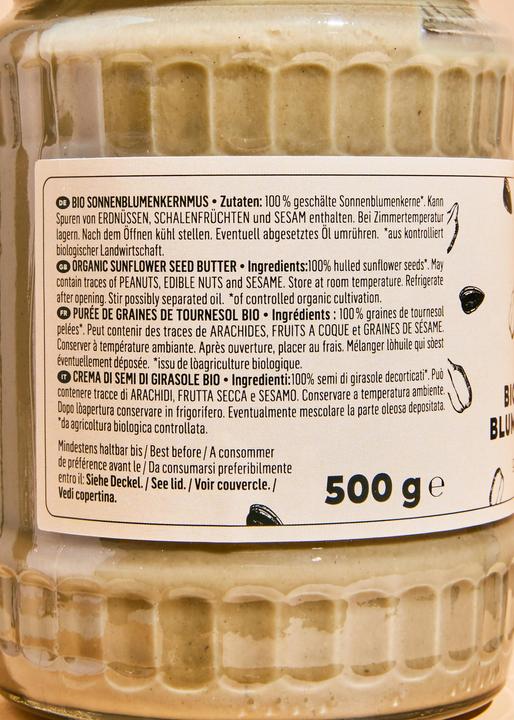 DE BIO SONNENBLUMENKERNMUS • Zutaten: 100 % geschälte Sonnenblumenkerne*. Kann
Spuren von ERDNÜSSEN, SCHALENFRÜCHTEN und SESAM enthalten. Bei Zimmertemperatur
lagern. Nach dem Öffnen kühl stellen. Eventuell abgesetztes Öl umrühren. *aus kontrolliert
biologischer Landwirtschaft.
GB ORGANIC SUNFLOWER SEED BUTTER • Ingredients:100% hulled sunflower seeds*. May
contain traces of PEANUTS, EDIBLE NUTS and SESAME. Store at room temperature. Refrigerate
after opening. Stir possibly separated oil. *of controlled organic cultivation.
FR PURÉE DE GRAINES DE TOURNESOL BIO • Ingrédients : 100 % graines de tournesol
pelées*. Peut contenir des traces de ARACHIDES, FRUITS A COQUE et GRAINES DE SÉSAME.
Conserver à température ambiante. Après ouverture, placer au frais. Mélanger lòhuile qui sòest
éventuellement déposée. *issu de lòagriculture biologique.
IT CREMA DI SEMI DI GIRASOLE BIO • Ingredienti:100% semi di girasole decorticati*. Può
contenere tracce di ARACHIDI, FRUTTA SECCA e SESAMO. Conservare a temperatura ambiente.
Dopo lòapertura conservare in frigorifero. Eventualmente mescolare la parte oleosa depositata.
*da agricoltura biologica controllata.
Mindestens haltbar bis / Best before / A consommer
de préférence avant le / Da consumarsi preferibilmente
entro il: Siehe Deckel. / See lid. / Voir couvercle. /
Vedi copertina.
500 g e